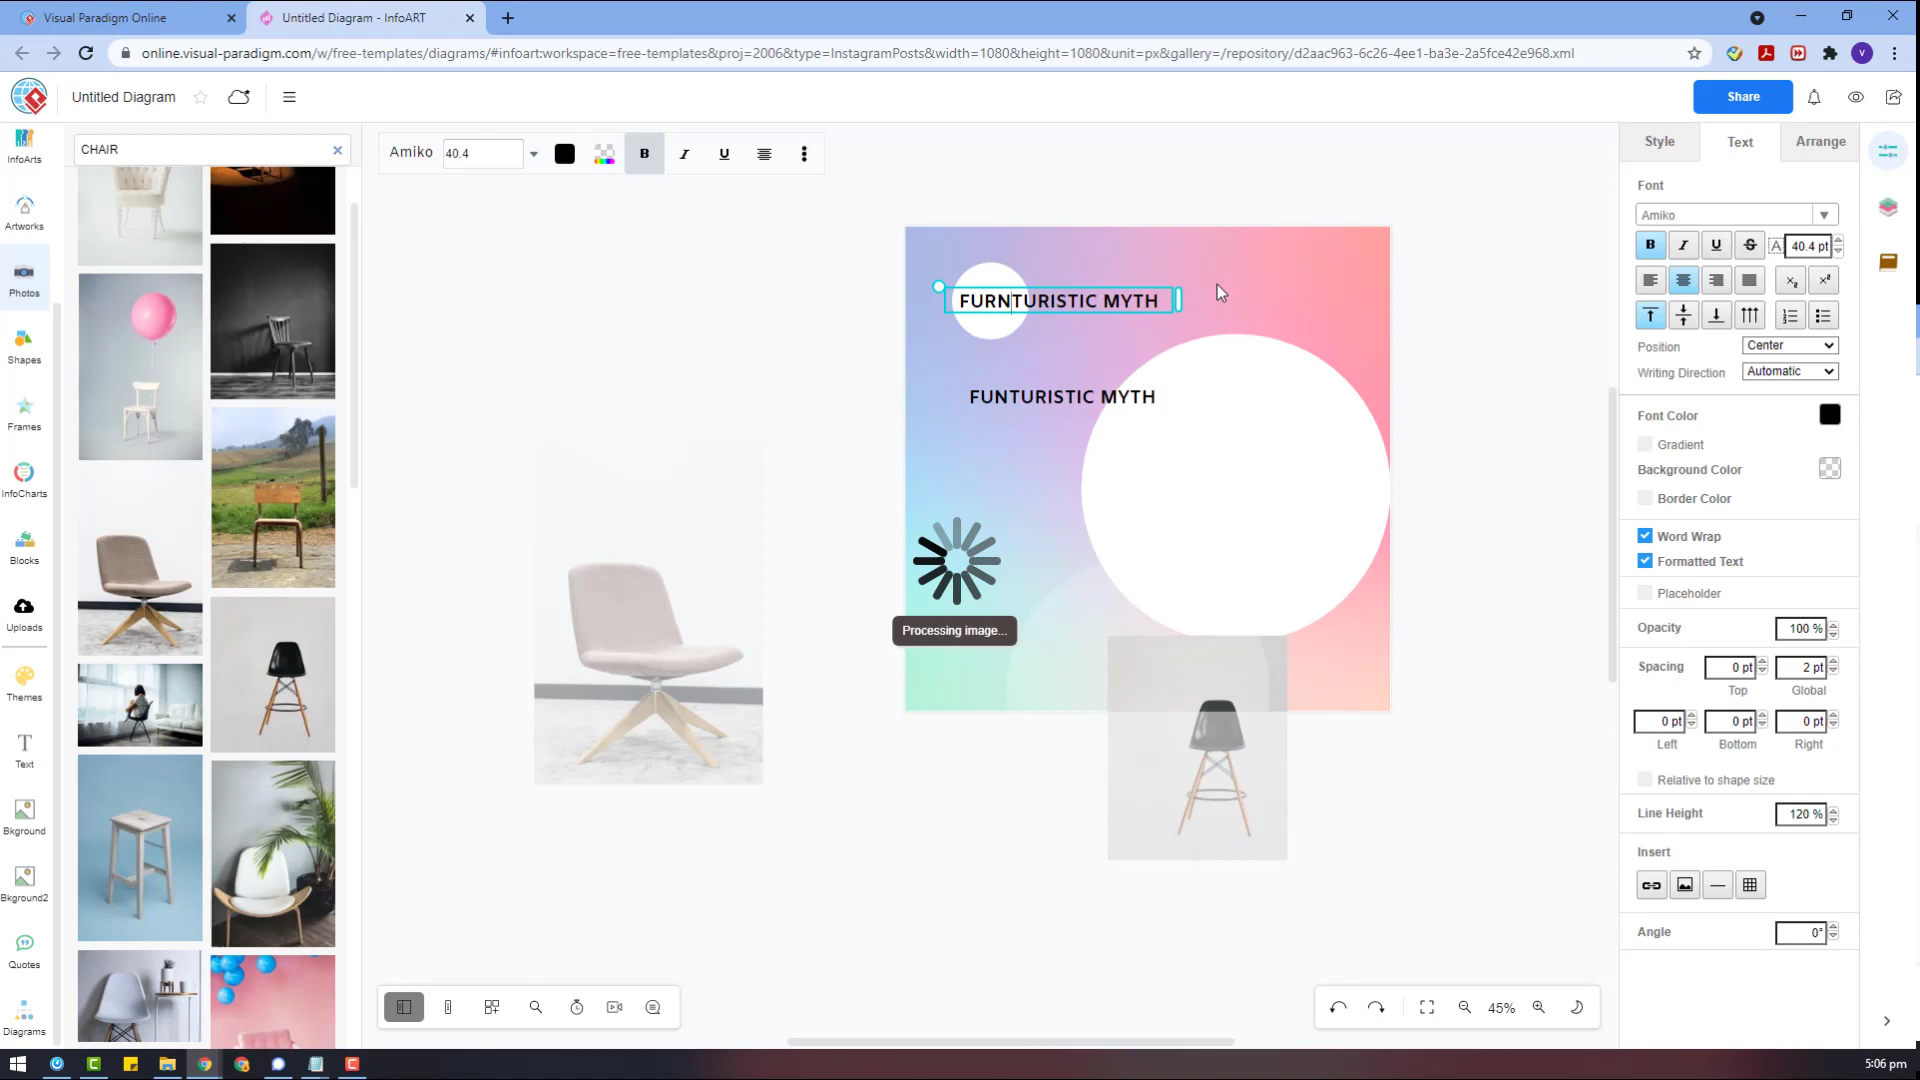 Visual Paradigm Online
Untitled Diagram - InfoART
online.visual-paradigm.com/w/free-templates/diagrams/#infoart:workspace=free-templates&proj=2006&type=InstagramPosts&width=1080&height=1080&unit=px&gallery=/repository/d2aac963-6c26-4ee1-ba3e-2a5fce42e968.xml
V
Untitled Diagram
Share
InfoArts
Artworks
Photos
Shapes
Frames
InfoCharts
Blocks
Uploads
Themes
Text
Bkground
Bkground2
Quotes
Diagrams
CHAIR
Amiko
40.4
B
I
U
FURNTURISTIC MYTH
FUNTURISTIC MYTH
Processing image...
45%
Style
Text
Arrange
Font
Amiko
B
I
U
S
A
40.4 pt
Position
Center
Writing Direction
Automatic
Font Color
Gradient
Background Color
Border Color
Word Wrap
Formatted Text
Placeholder
Opacity
100 %
Spacing
0 pt
2 pt
Top
Global
0 pt
0 pt
0 pt
Left
Bottom
Right
Relative to shape size
Line Height
120 %
Insert
Angle
0°
5:06 pm